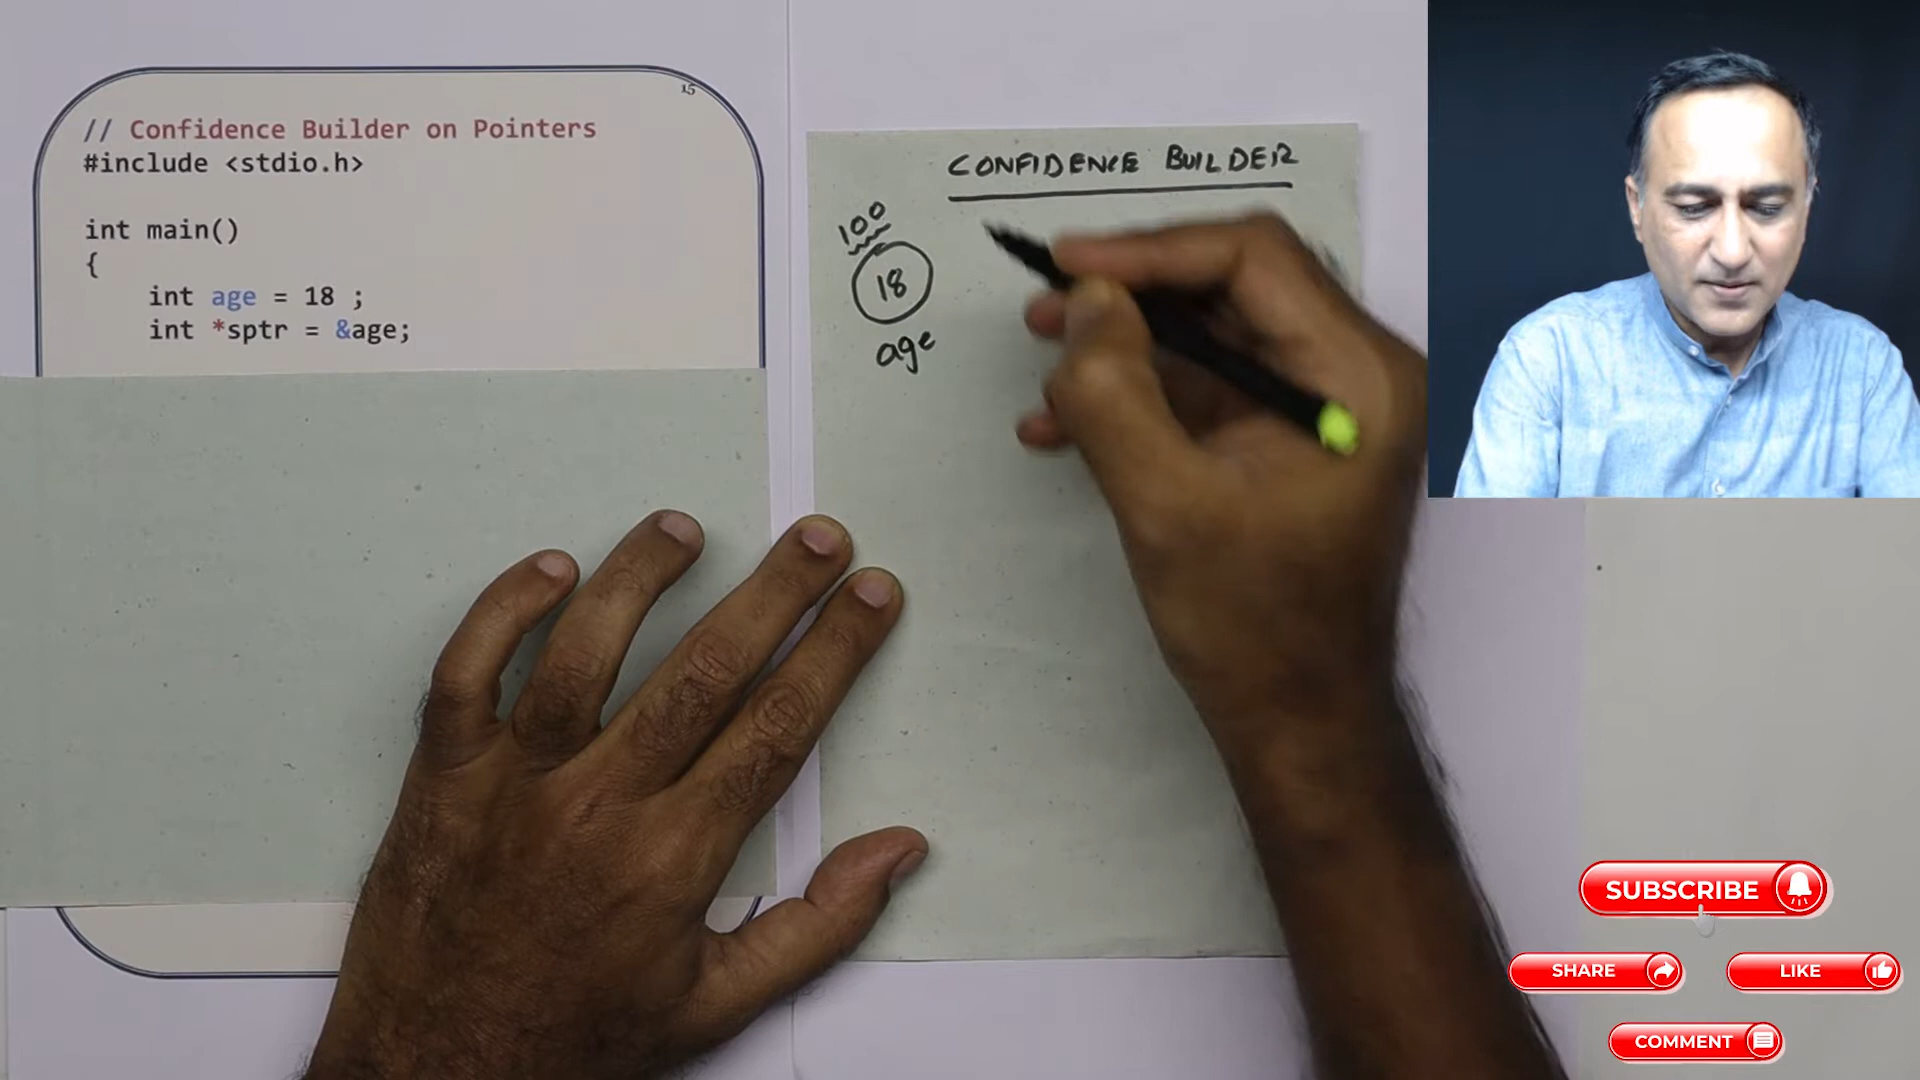 15
// Confidence Builder on Pointers
#include <stdio.h>
int main()
{
int age = 18 ;
int *sptr = &age;
CONFIDENCE BUILDER
100
18
age
SUBSCRIBE
SHARE
LIKE
COMMENT